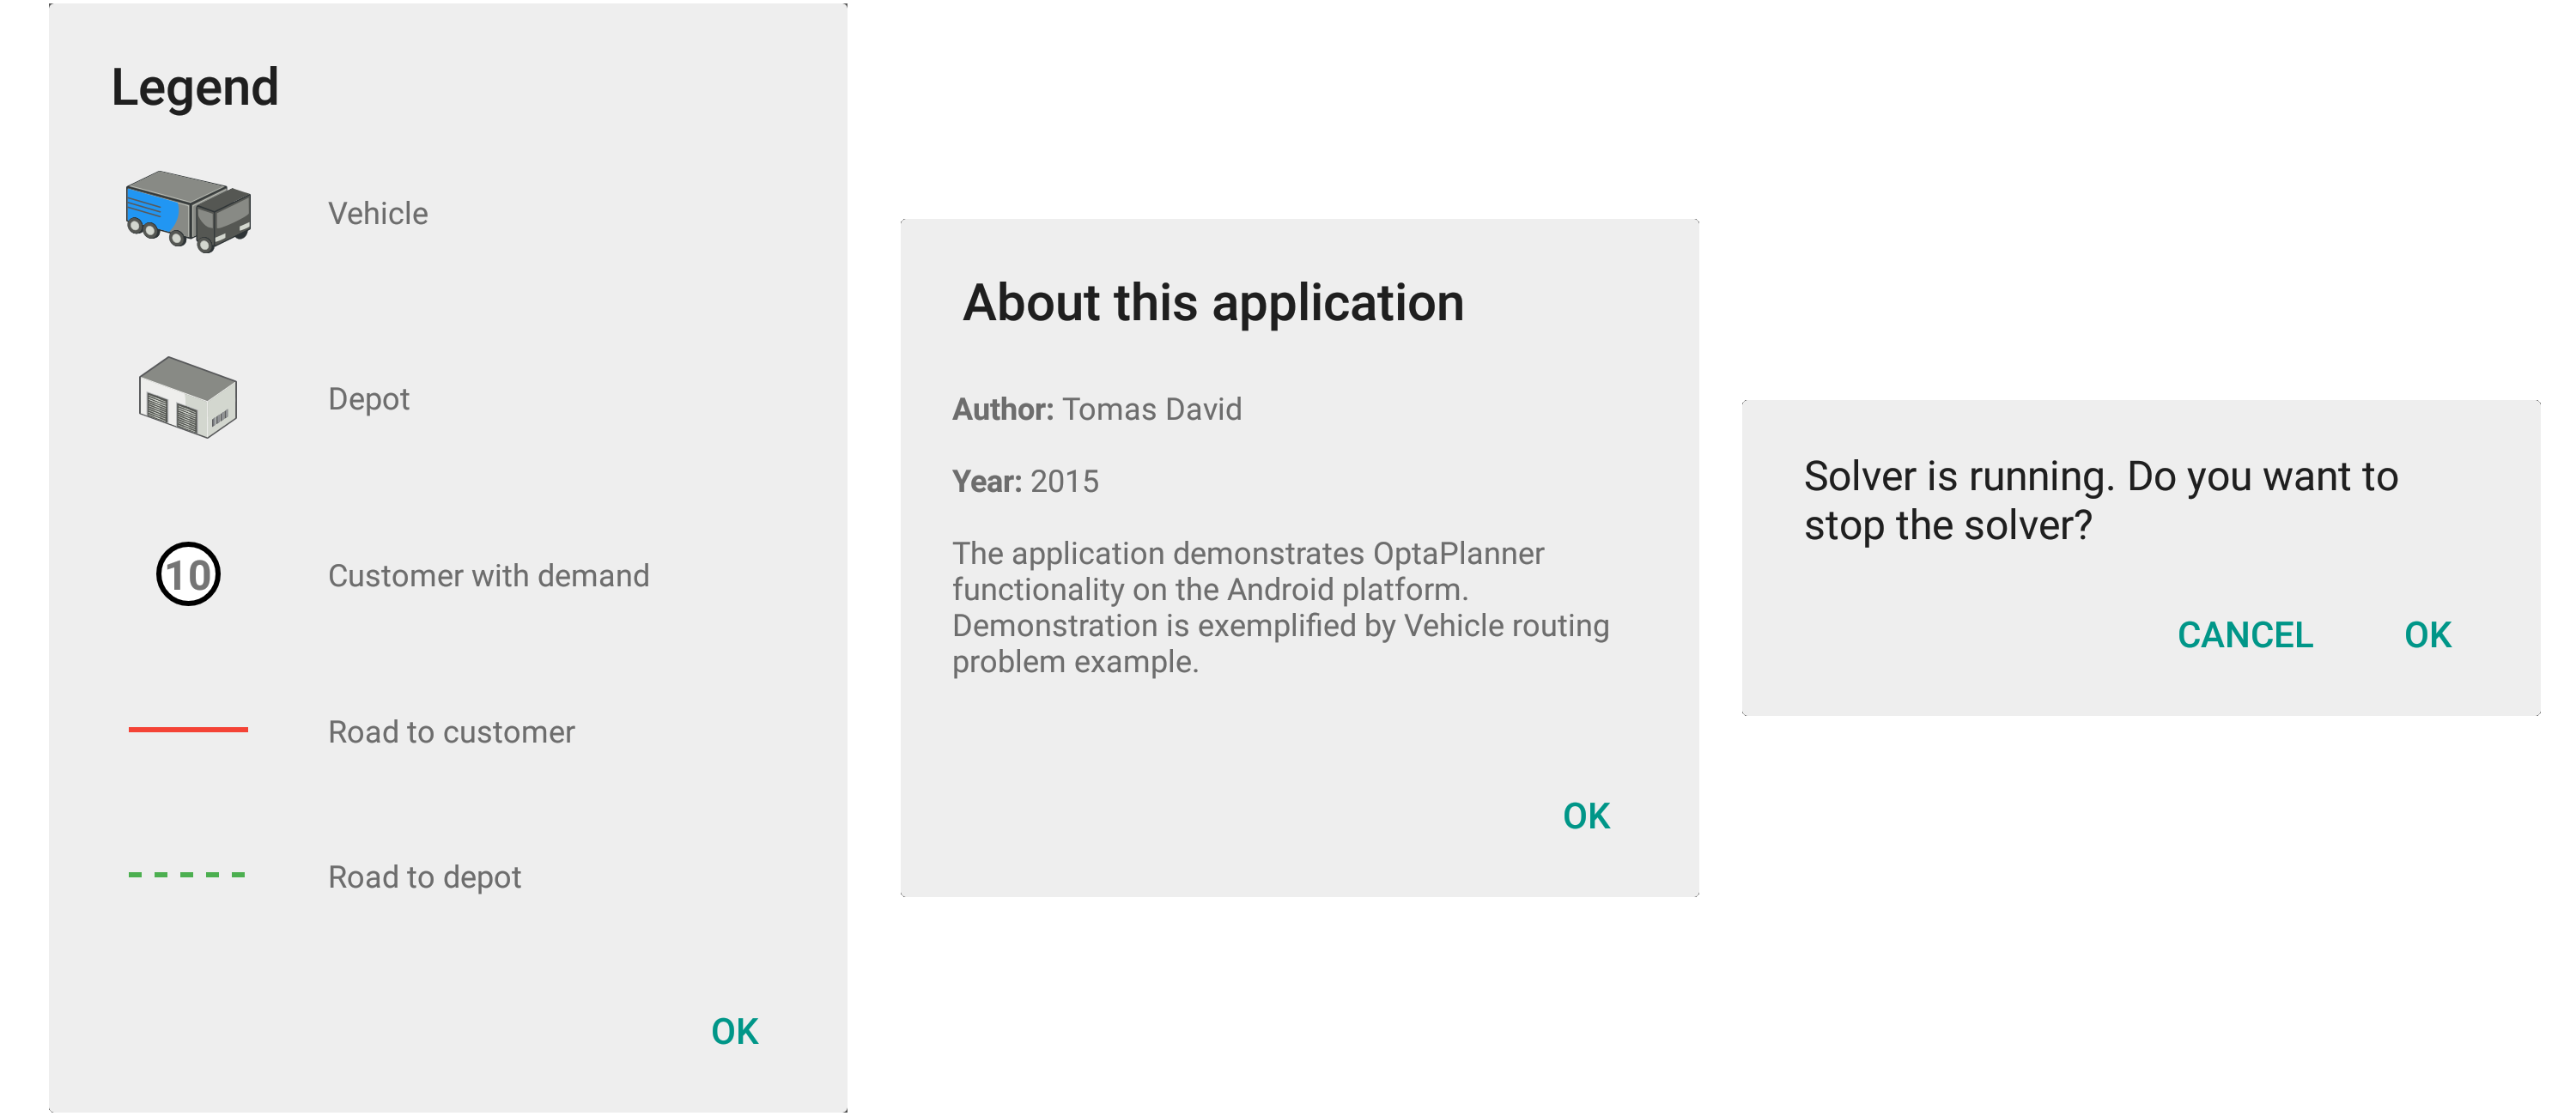 Legend
Vehicle
Depot
10
Customer with demand
Road to customer
Road to depot
OK
About this application
Author: Tomas David
Year: 2015
The application demonstrates OptaPlanner
functionality on the Android platform.
Demonstration is exemplified by Vehicle routing
problem example.
OK
Solver is running. Do you want to
stop the solver?
CANCEL OK